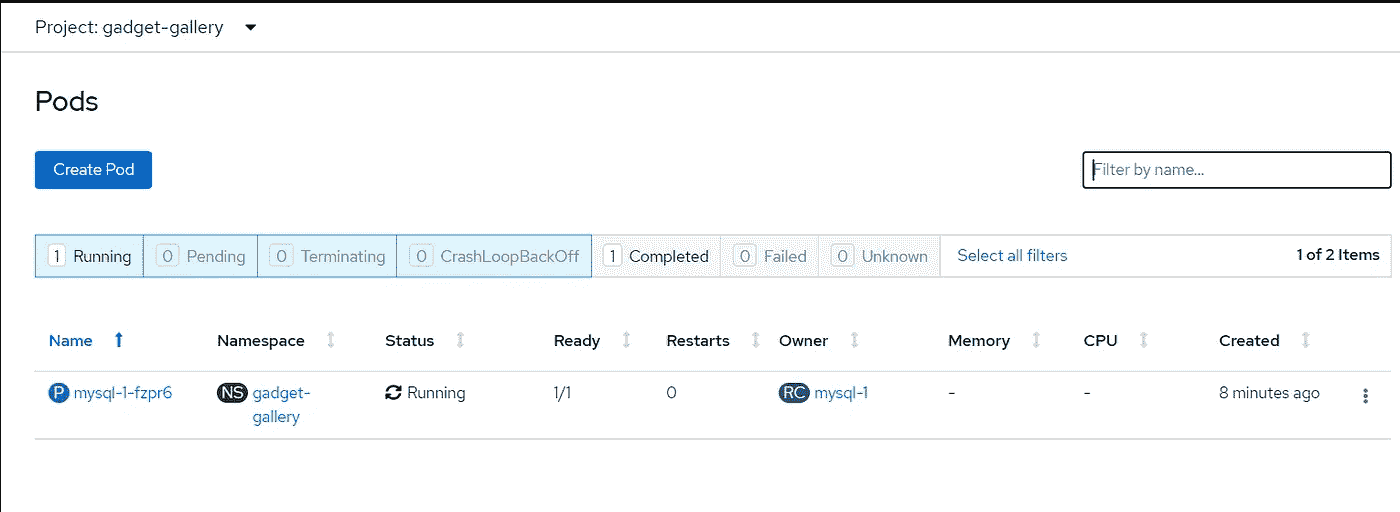 Project: gadget-gallery
Pods
Create Pod
Filter by name...
1 Running 0 Pending 0 Terminating 0 CrashLoopBackOff 1 Completed 0 Failed 0 Unknown Select all filters 1 of 2 Items
Name Namespace Status Ready Restarts Owner Memory CPU Created
P mysql-1-fzpr6 NS gadget- Running 1/1 0 RC mysql-1 - - 8 minutes ago
gallery